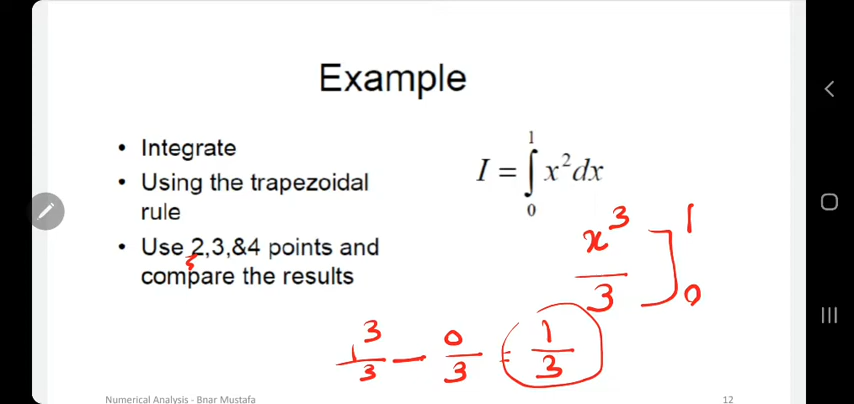 Example
• Integrate
• Using the trapezoidal
rule
• Use 2,3,&4 points and
compare the results
I = ∫₀¹ x²dx
x³/3 ]₀¹
1³/3 − 0/3 = 1/3
Numerical Analysis - Bnar Mustafa
12